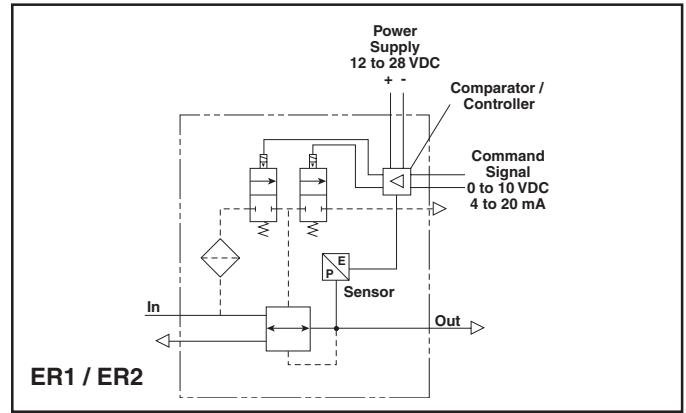 Power
Supply
12 to 28 VDC
+ -
Comparator /
Controller
Command
Signal
0 to 10 VDC
4 to 20 mA
E
P
Sensor
In
Out
ER1 / ER2